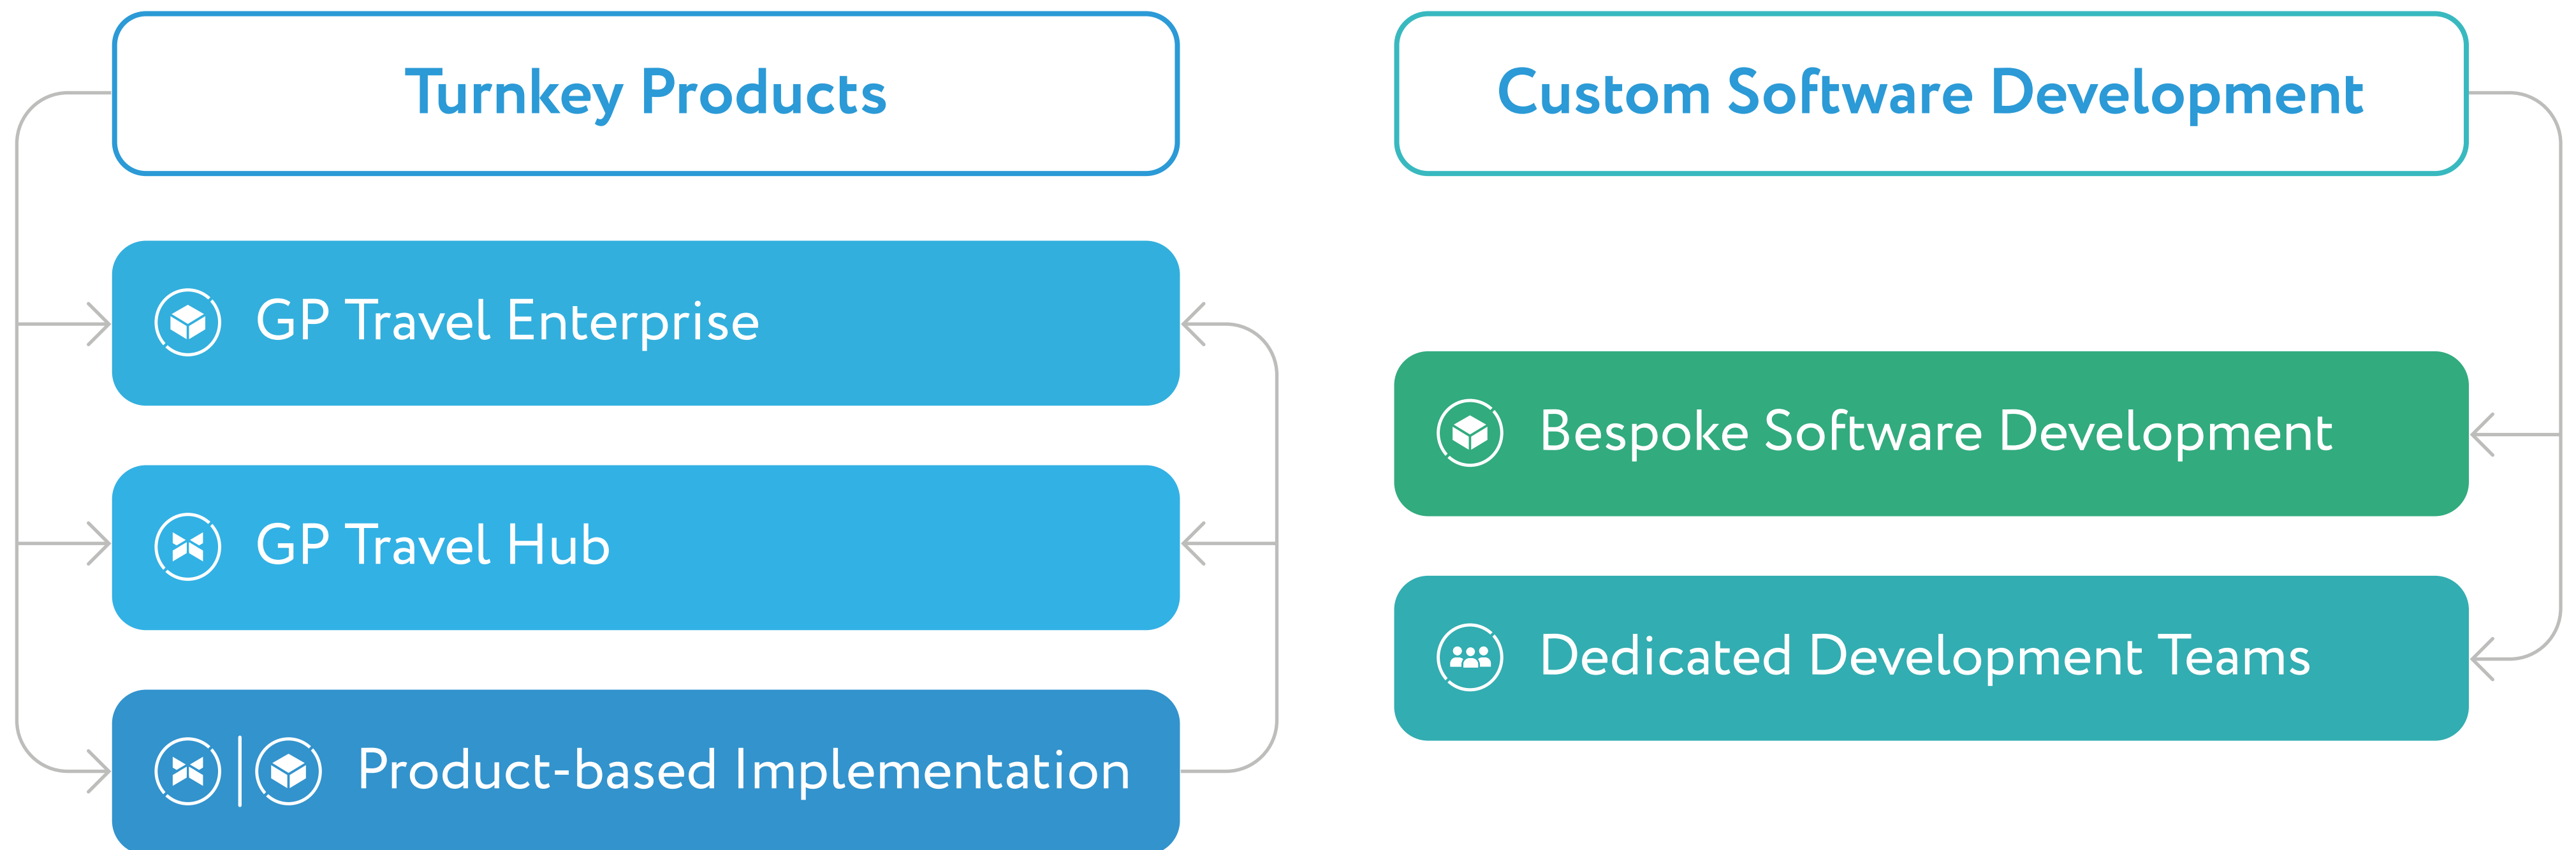 Turnkey Products
GP Travel Enterprise
GP Travel Hub
Product-based Implementation
Custom Software Development
Bespoke Software Development
Dedicated Development Teams